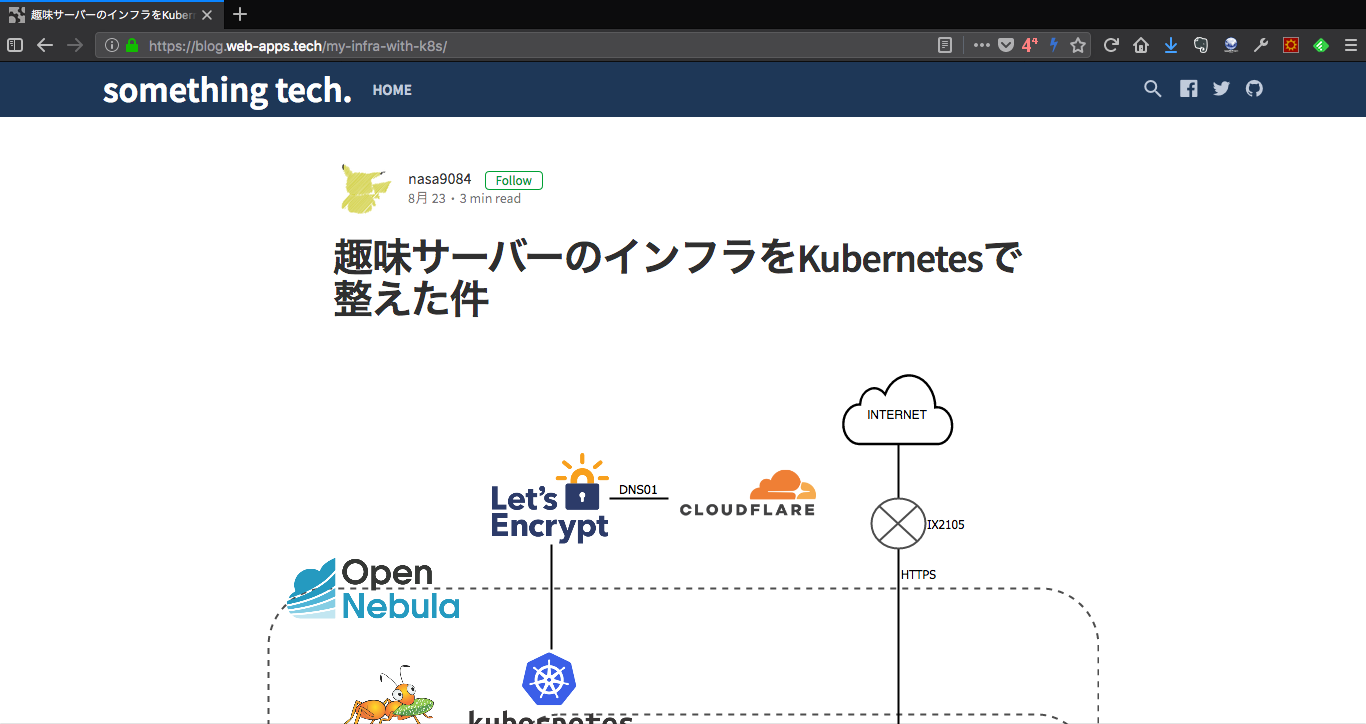 趣味サーバーのインフラをKuber
https://blog.web-apps.tech/my-infra-with-k8s/
4
something tech.
HOME
nasa9084
Follow
8月 23・3 min read
趣味サーバーのインフラをKubernetesで
整えた件
INTERNET
Let's
Encrypt
DNS01
CLOUDFLARE
IX2105
HTTPS
Open
Nebula
kubernetes